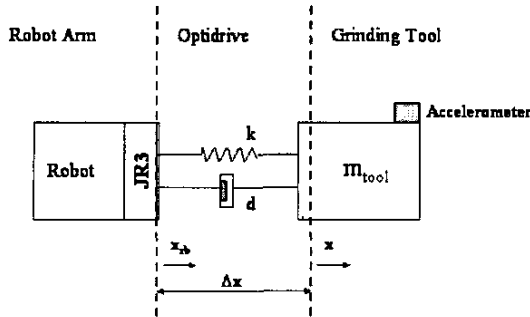 Robot Arm Optidrive Grinding Tool
Accelerometer
k
Robot JR3 m_tool
d
x_rb x
Δx